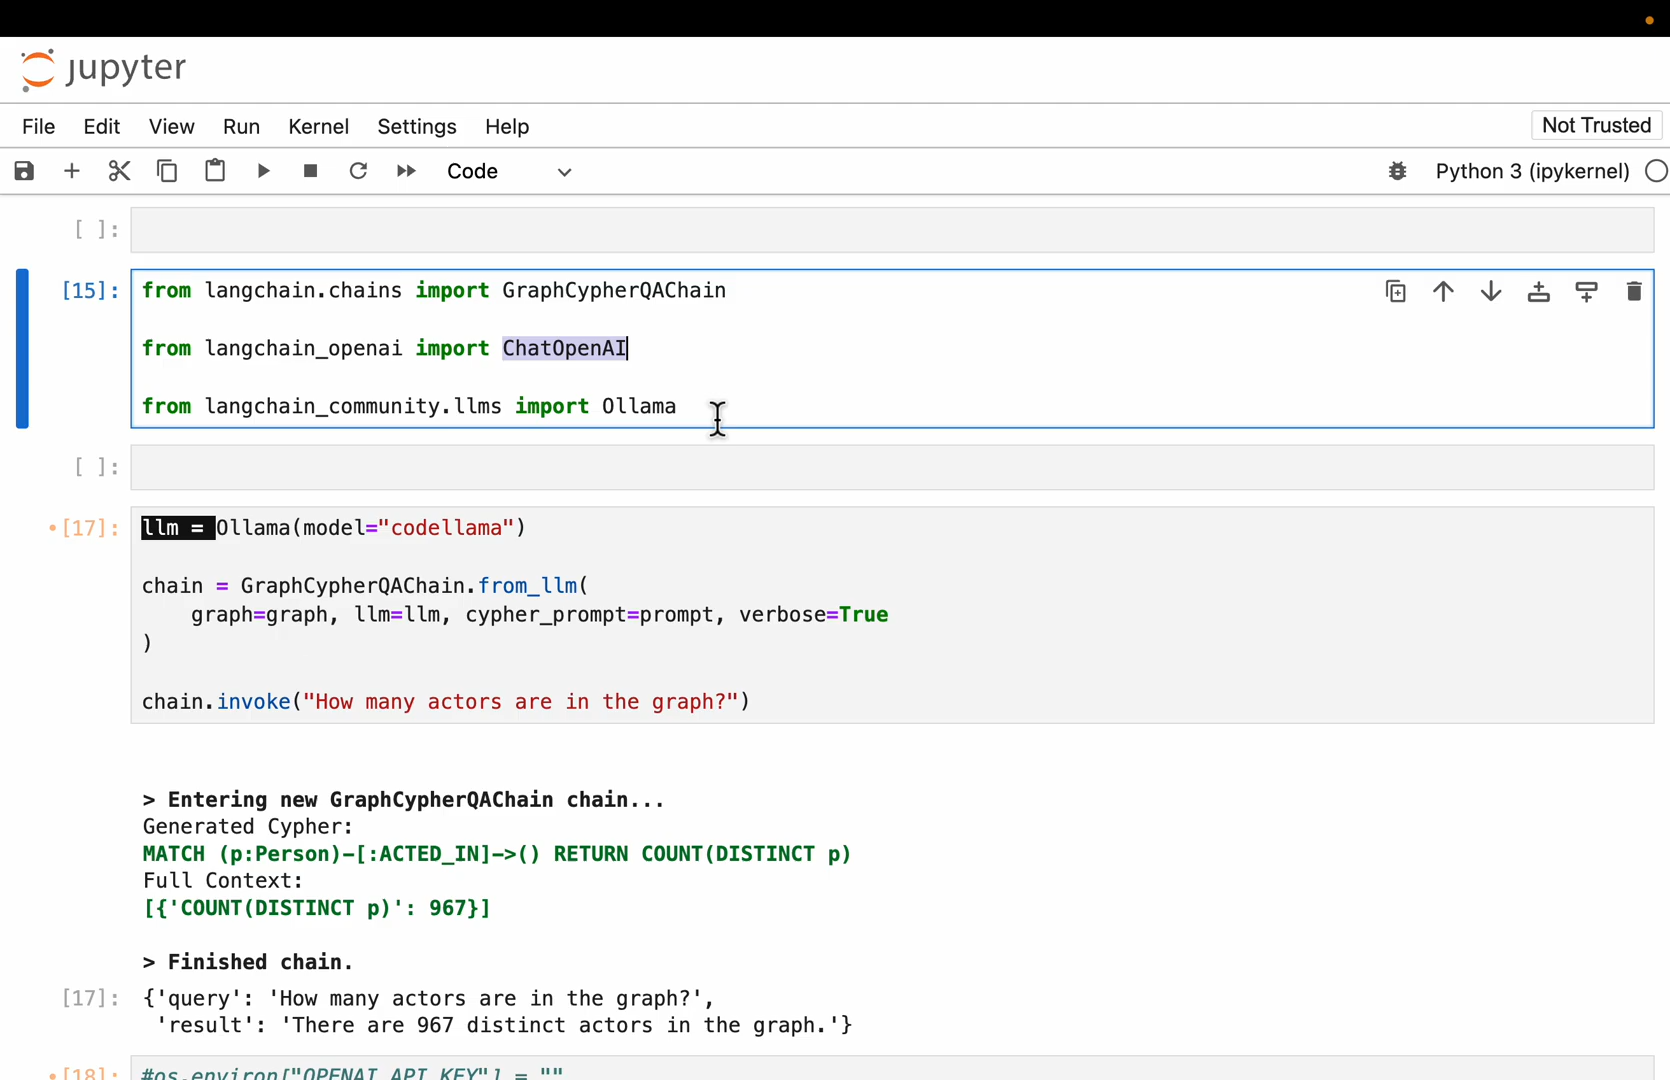 jupyter
File Edit View Run Kernel Settings Help Not Trusted
Code Python 3 (ipykernel)
[ ]:
[15]: from langchain.chains import GraphCypherQAChain
from langchain_openai import ChatOpenAI
from langchain_community.llms import Ollama
[ ]:
•[17]: llm = Ollama(model="codellama")
chain = GraphCypherQAChain.from_llm(
graph=graph, llm=llm, cypher_prompt=prompt, verbose=True
)
chain.invoke("How many actors are in the graph?")
> Entering new GraphCypherQAChain chain...
Generated Cypher:
MATCH (p:Person)-[:ACTED_IN]->() RETURN COUNT(DISTINCT p)
Full Context:
[{'COUNT(DISTINCT p)': 967}]
> Finished chain.
[17]: {'query': 'How many actors are in the graph?',
'result': 'There are 967 distinct actors in the graph.'}
•[18]: #os.environ["OPENAI_API_KEY"] = ""